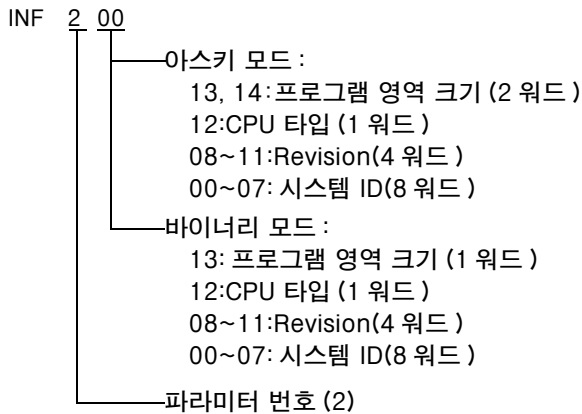 INF 2 00
아스키 모드 :
13, 14: 프로그램 영역 크기 (2 워드 )
12:CPU 타입 (1 워드 )
08~11:Revision(4 워드 )
00~07: 시스템 ID(8 워드 )
바이너리 모드 :
13: 프로그램 영역 크기 (1 워드 )
12:CPU 타입 (1 워드 )
08~11:Revision(4 워드 )
00~07: 시스템 ID(8 워드 )
파라미터 번호 (2)